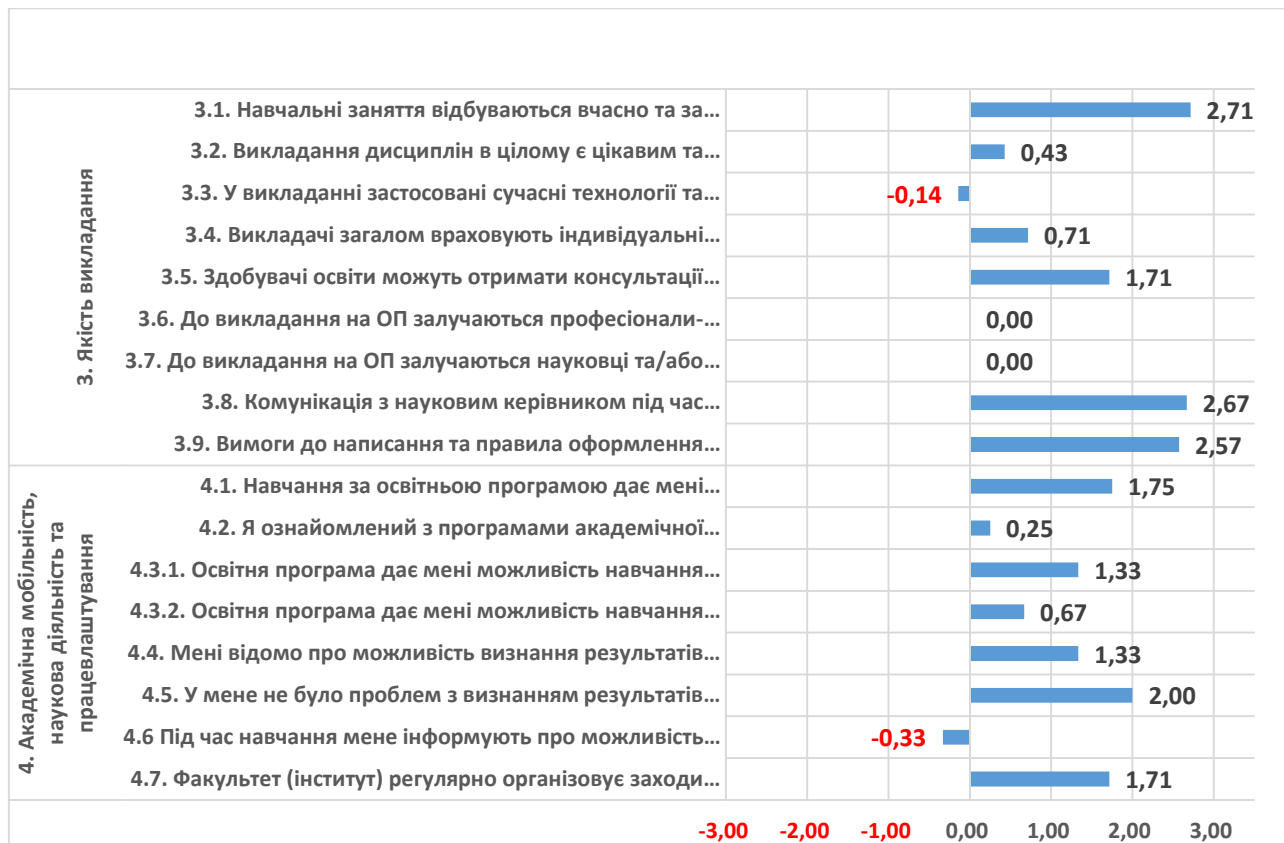 3. Якість викладання
3.1. Навчальні заняття відбуваються вчасно та за... 2,71
3.2. Викладання дисциплін в цілому є цікавим та... 0,43
3.3. У викладанні застосовані сучасні технології та... -0,14
3.4. Викладачі загалом враховують індивідуальні... 0,71
3.5. Здобувачі освіти можуть отримати консультації... 1,71
3.6. До викладання на ОП залучаються професіонали-... 0,00
3.7. До викладання на ОП залучаються науковці та/або... 0,00
3.8. Комунікація з науковим керівником під час... 2,67
3.9. Вимоги до написання та правила оформлення... 2,57
4. Академічна мобільність,
наукова діяльність та
працевлаштування
4.1. Навчання за освітньою програмою дає мені... 1,75
4.2. Я ознайомлений з програмами академічної... 0,25
4.3.1. Освітня програма дає мені можливість навчання... 1,33
4.3.2. Освітня програма дає мені можливість навчання... 0,67
4.4. Мені відомо про можливість визнання результатів... 1,33
4.5. У мене не було проблем з визнанням результатів... 2,00
4.6 Під час навчання мене інформують про можливість... -0,33
4.7. Факультет (інститут) регулярно організовує заходи... 1,71
-3,00 -2,00 -1,00 0,00 1,00 2,00 3,00